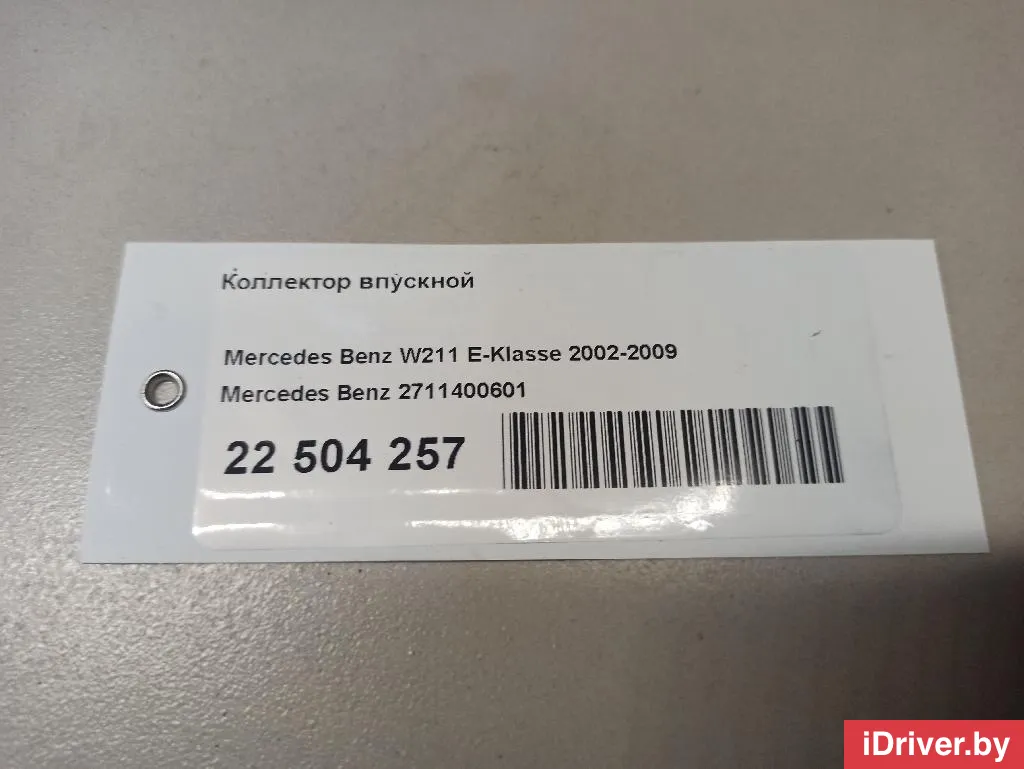 Коллектор впускной
Mercedes Benz W211 E-Klasse 2002-2009
Mercedes Benz 2711400601
22 504 257
iDriver.by